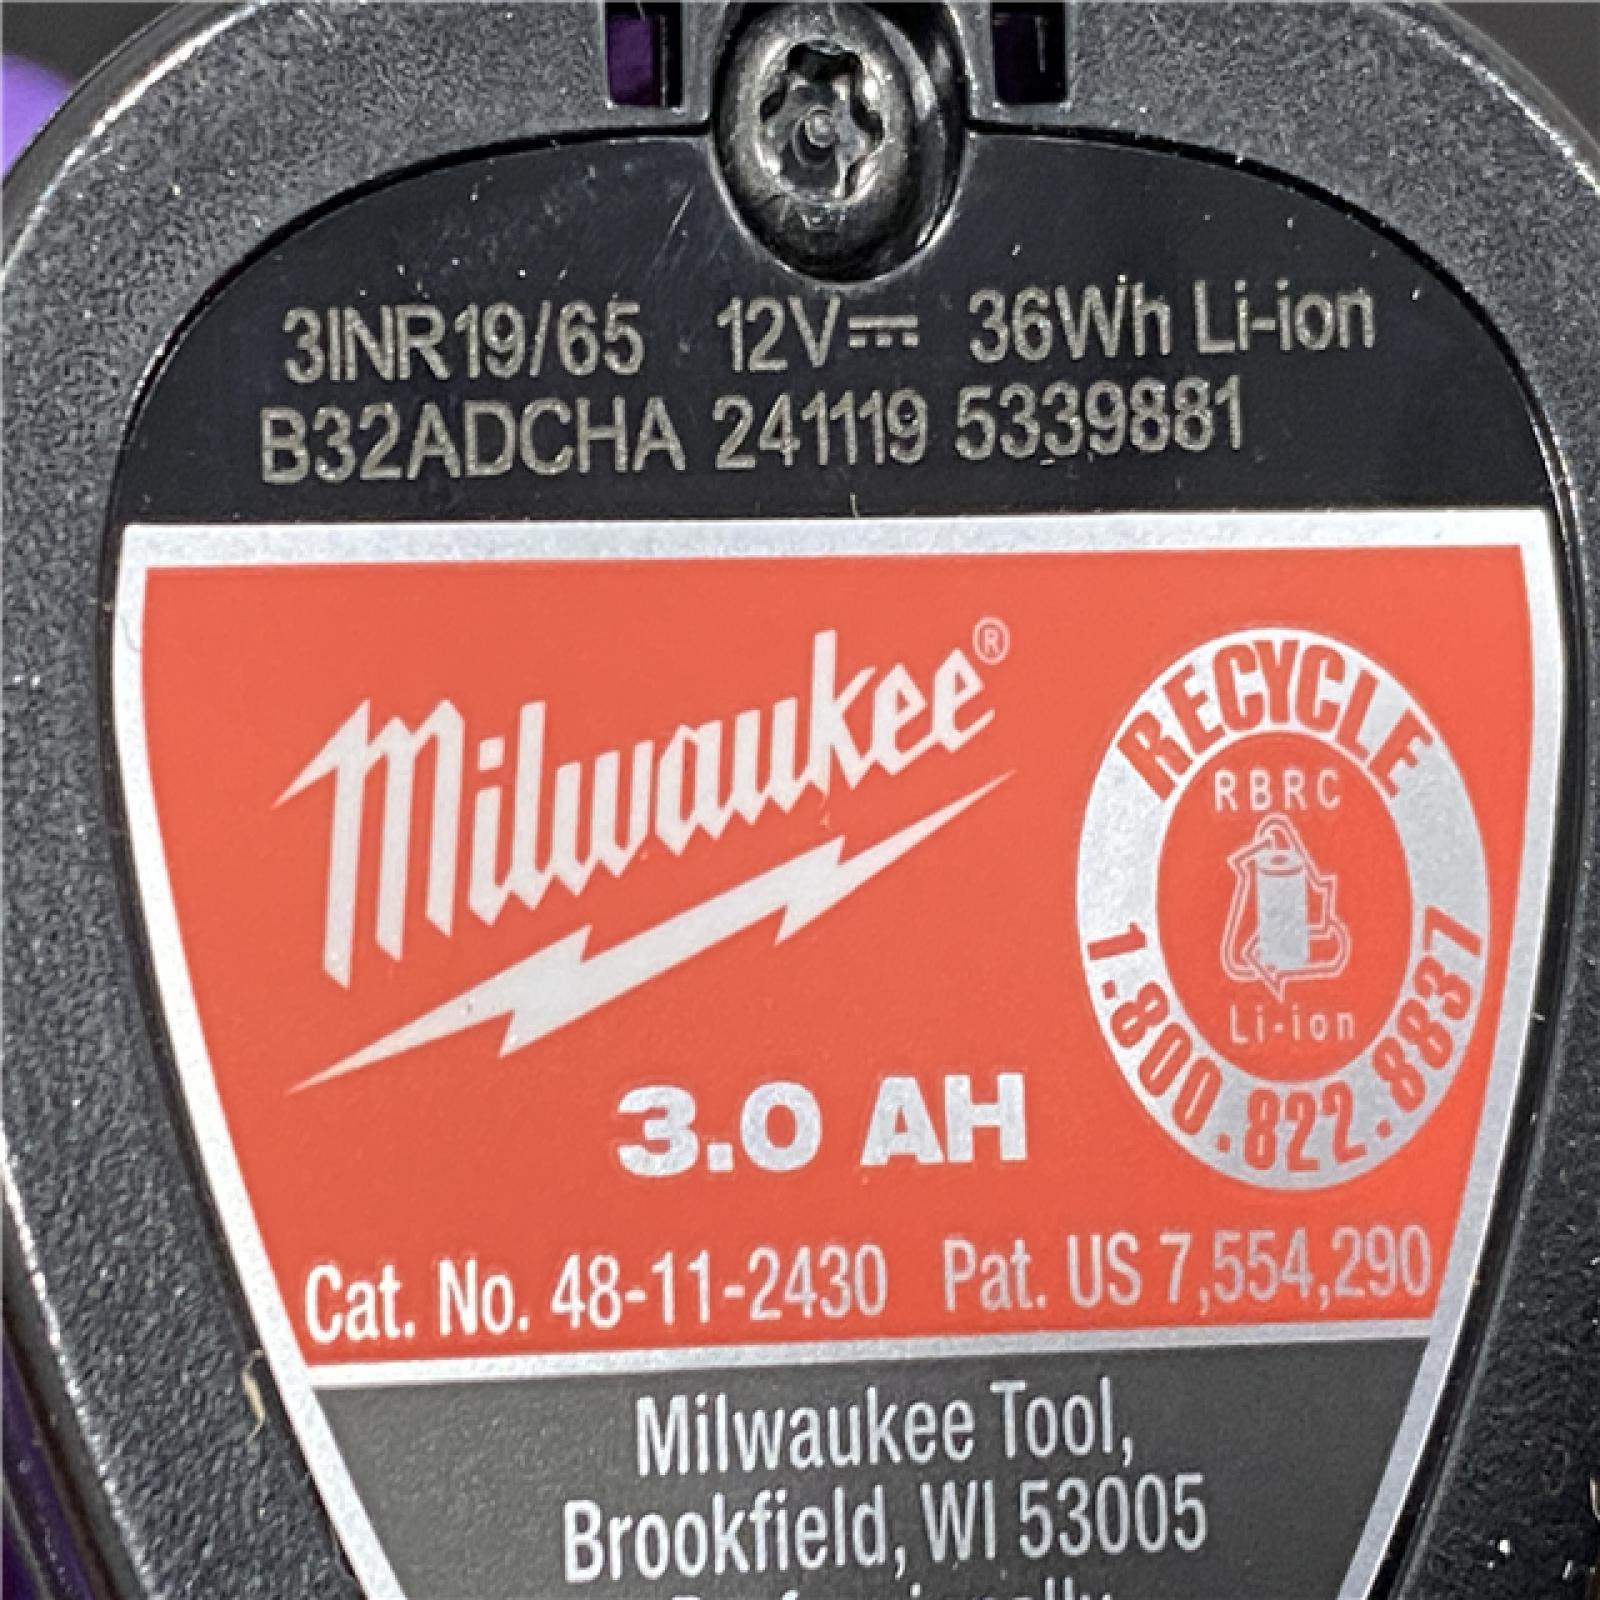 3INR19/65 12V⎓ 36Wh Li-ion
B32ADCHA 241119 5339881
Milwaukee®
RECYCLE
RBRC
Li-ion
1.800.822.8837
3.0 AH
Cat. No. 48-11-2430 Pat. US 7,554,290
Milwaukee Tool,
Brookfield, WI 53005